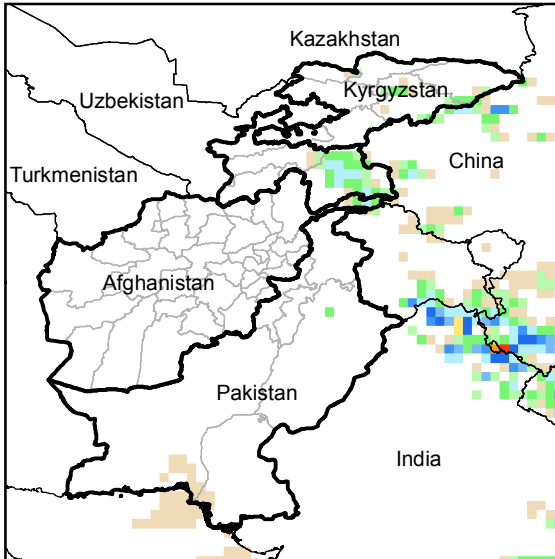 Kazakhstan
Kyrgyzstan
Uzbekistan
China
Turkmenistan
Afghanistan
Pakistan
India